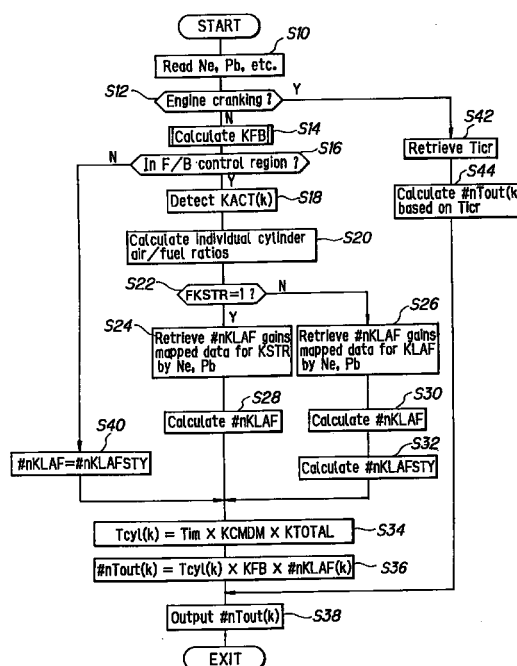 START
S10
Read Ne, Pb, etc.
S12
Engine cranking?
Y
N
S42
Calculate KFB
S14
Retrieve Ticr
N
In F/B control region?
S16
S44
Y
Calculate #nTout(k)
based on Ticr
Detect KACT(k)
S18
Calculate individual cylinder
air/fuel ratios
S20
S22
FKSTR=1?
N
Y
S24
S26
Retrieve #nKLAF gains
mapped data for KSTR
by Ne, Pb
Retrieve #nKLAF gains
mapped data for KLAF
by Ne, Pb
S28
Calculate #nKLAF
S30
Calculate #nKLAF
S40
#nKLAF=#nKLAFSTY
S32
Calculate #nKLAFSTY
Tcyl(k) = Tim × KCMDM × KTOTAL
S34
#nTout(k) = Tcyl(k) × KFB × #nKLAF(k)
S36
Output #nTout(k)
S38
EXIT